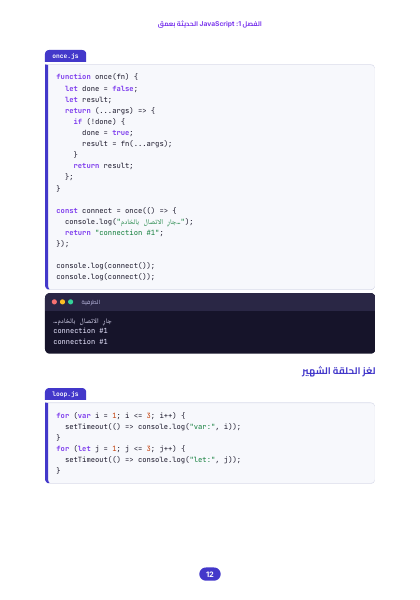 الفصل 1: JavaScript الحديثة بعمق
once.js
function once(fn) {
  let done = false;
  let result;
  return (...args) => {
    if (!done) {
      done = true;
      result = fn(...args);
    }
    return result;
  };
}

const connect = once(() => {
  console.log("جارٍ الاتصال بالخادم…");
  return "connection #1";
});

console.log(connect());
console.log(connect());
الطرفية
جارٍ الاتصال بالخادم…
connection #1
connection #1
لغز الحلقة الشهير
loop.js
for (var i = 1; i <= 3; i++) {
  setTimeout(() => console.log("var:", i));
}
for (let j = 1; j <= 3; j++) {
  setTimeout(() => console.log("let:", j));
}
12